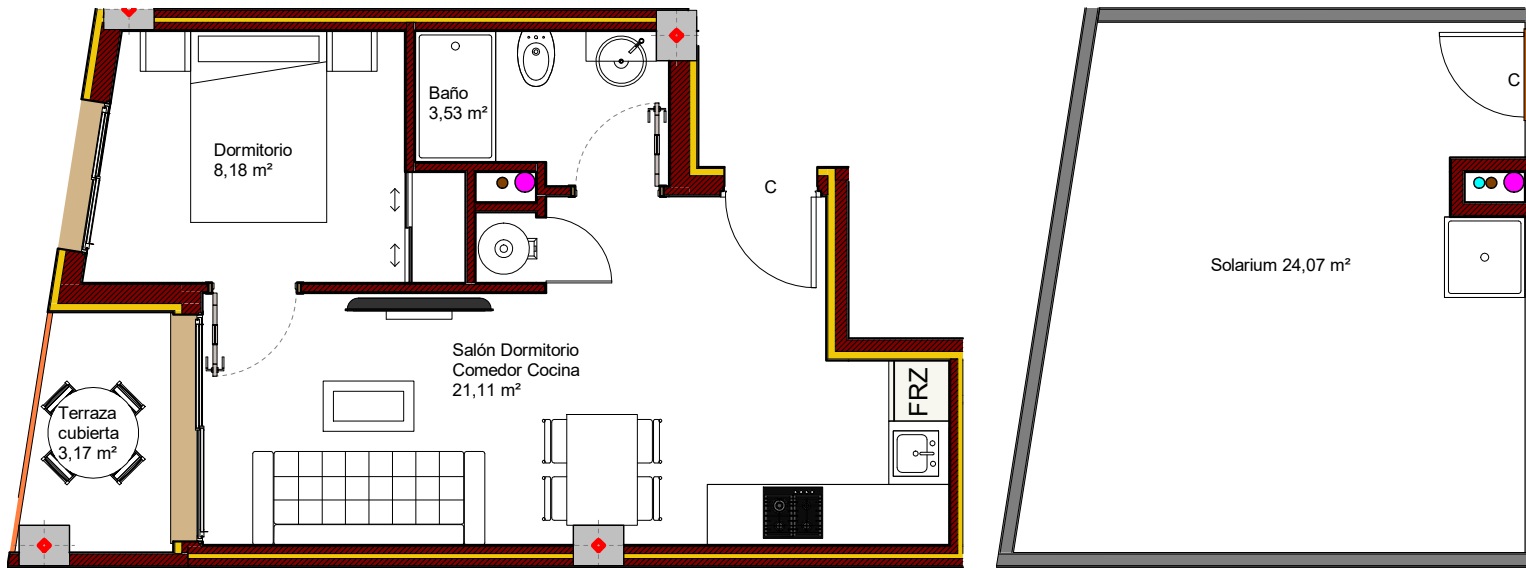 Dormitorio
8,18 m²
Baño
3,53 m²
C
Salón Dormitorio
Comedor Cocina
21,11 m²
FRZ
Terraza
cubierta
3,17 m²
C
Solarium 24,07 m²